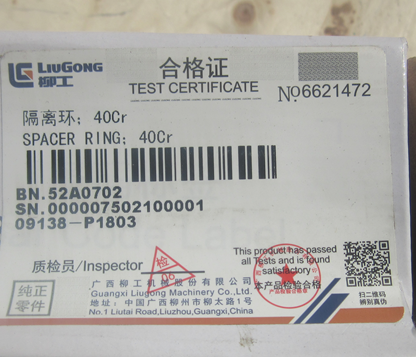 LIUGONG
柳工
合格证
TEST CERTIFICATE
№6621472
隔离环; 40Cr
SPACER RING; 40Cr
BN.52A0702
SN.000007502100001
09138-P1803
质检员/Inspector
检
06
This product has passed
all Tests and is found
satisfactory
本产品检验合格
纯正
零件
广西柳工机械股份有限公司
Guangxi Liugong Machinery Co.,Ltd.
地址：中国广西柳州市柳太路1号
No.1 Liutai Road,Liuzhou,Guangxi,China
扫二维码
辨别真伪